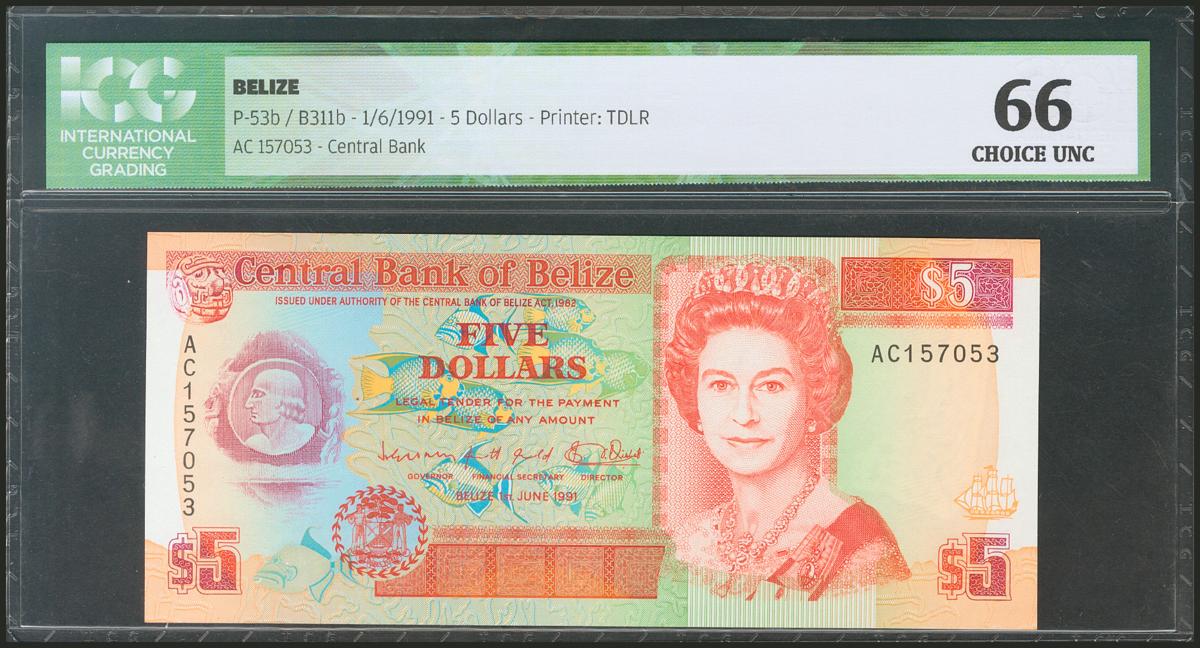 ICG
INTERNATIONAL
CURRENCY
GRADING
BELIZE
P-53b / B311b - 1/6/1991 - 5 Dollars - Printer: TDLR
AC 157053 - Central Bank
66
CHOICE UNC
Central Bank of Belize
ISSUED UNDER AUTHORITY OF THE CENTRAL BANK OF BELIZE ACT,1982
$5
FIVE
DOLLARS
AC157053
AC157053
LEGAL TENDER FOR THE PAYMENT
IN BELIZE OF ANY AMOUNT
GOVERNOR FINANCIAL SECRETARY DIRECTOR
BELIZE 1ST. JUNE 1991
$5
$5